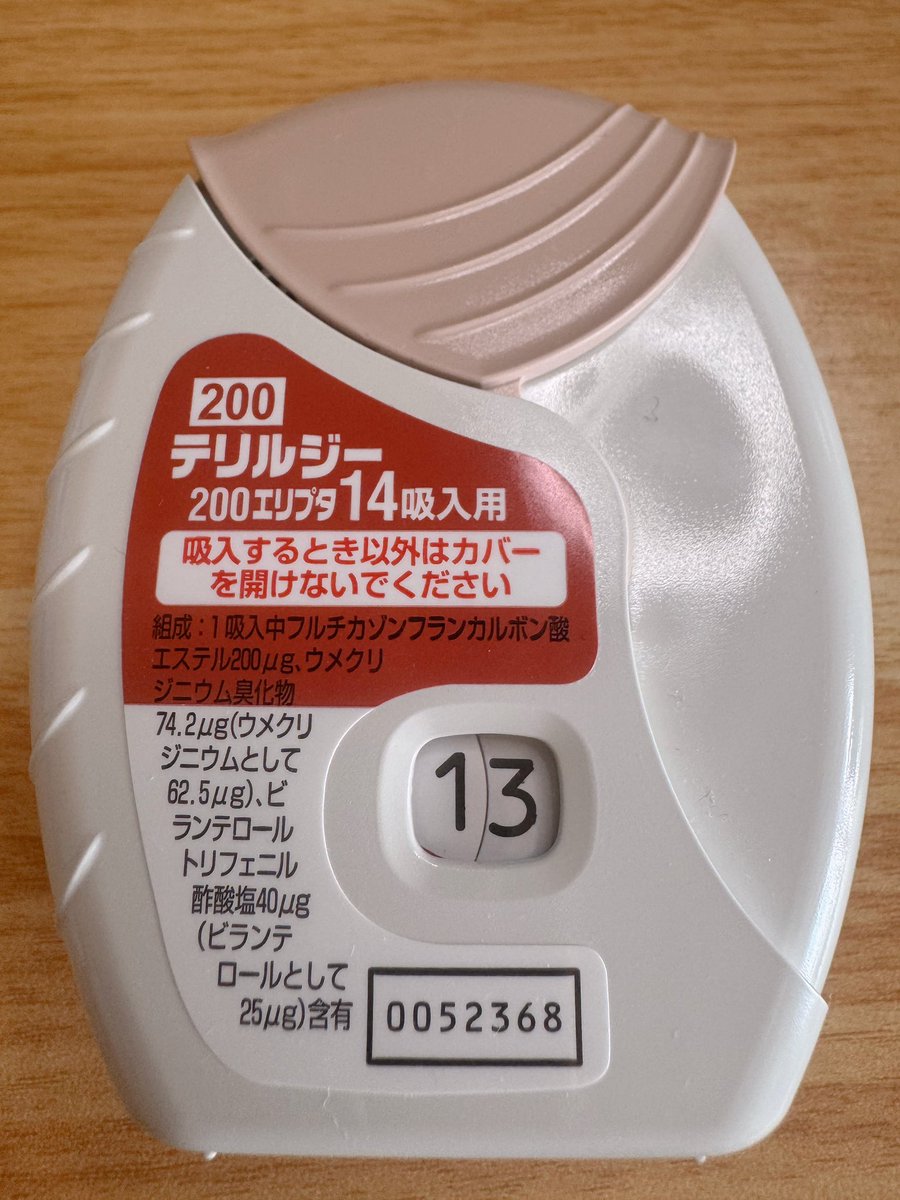 200
テリルジー
200エリプタ14吸入用
吸入するとき以外はカバー
を開けないでください
組成：1吸入中フルチカゾンフランカルボン酸
エステル200μg、ウメクリ
ジニウム臭化物
74.2μg(ウメクリ
ジニウムとして
62.5μg)、ビ
ランテロール
トリフェニル
酢酸塩40μg
(ビランテ
ロールとして
25μg)含有
13
0052368